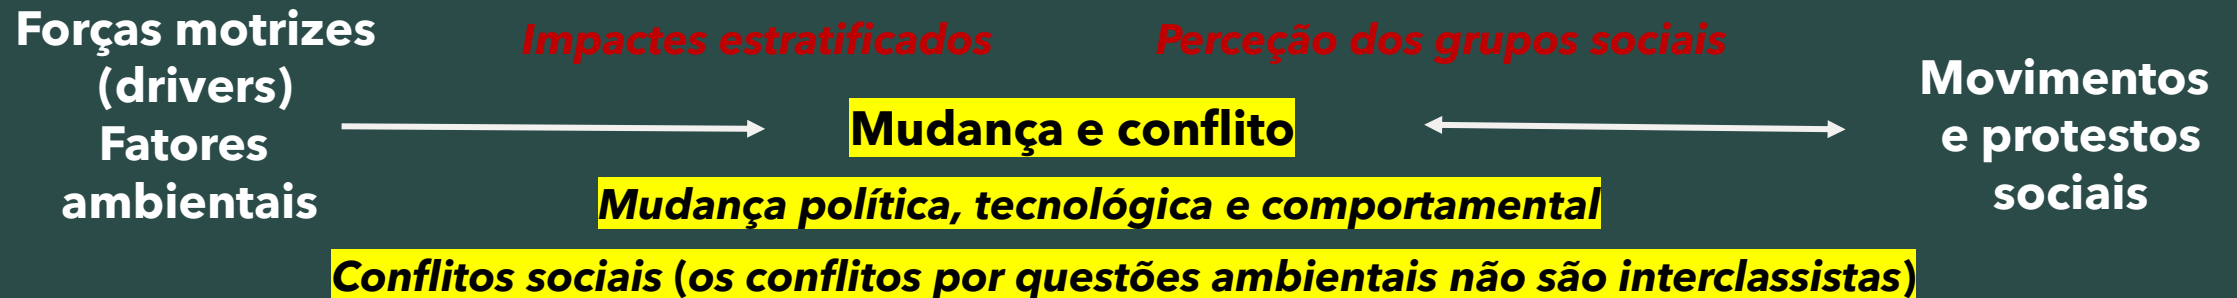 Forças motrizes
(drivers)
Fatores
ambientais
Impactes estratificados
Perceção dos grupos sociais
Mudança e conflito
Mudança política, tecnológica e comportamental
Conflitos sociais (os conflitos por questões ambientais não são interclassistas)
Movimentos
e protestos
sociais